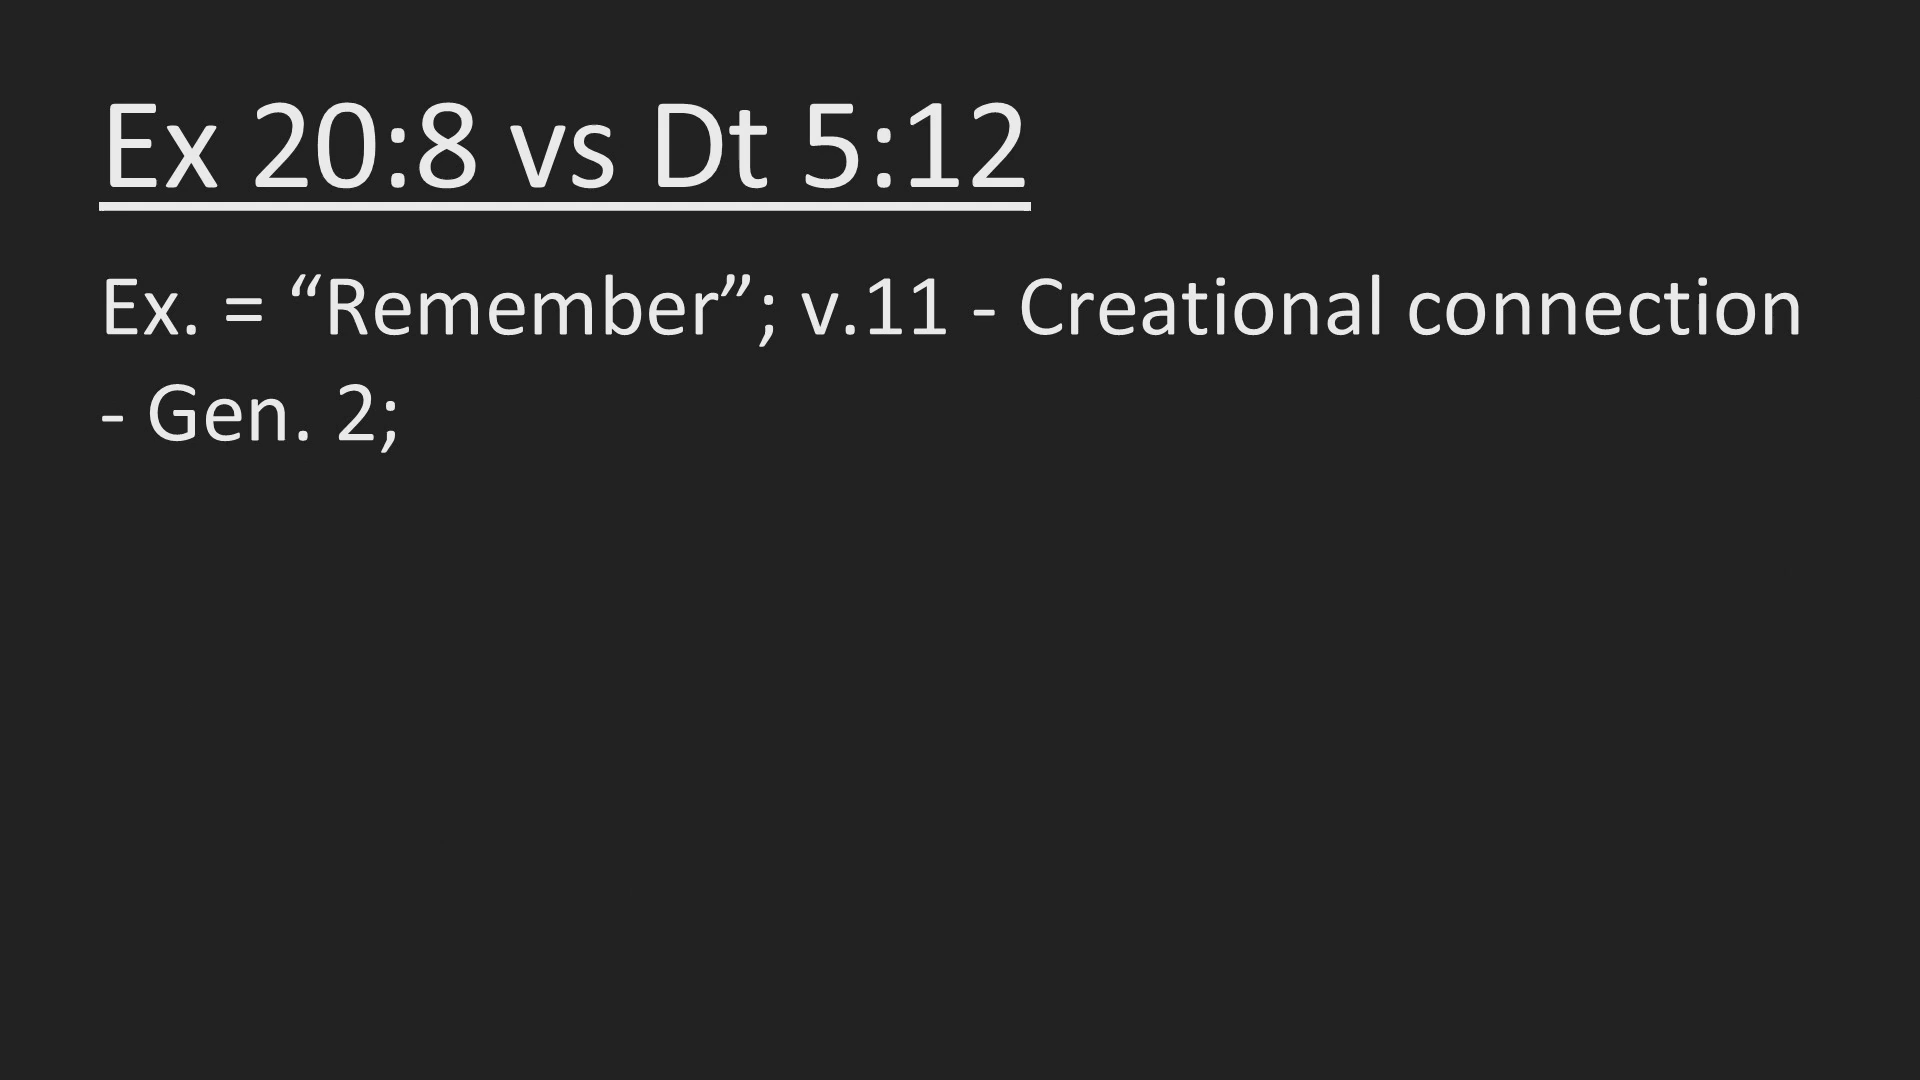 Ex 20:8 vs Dt 5:12
Ex. = “Remember”; v.11 - Creational connection
- Gen. 2;